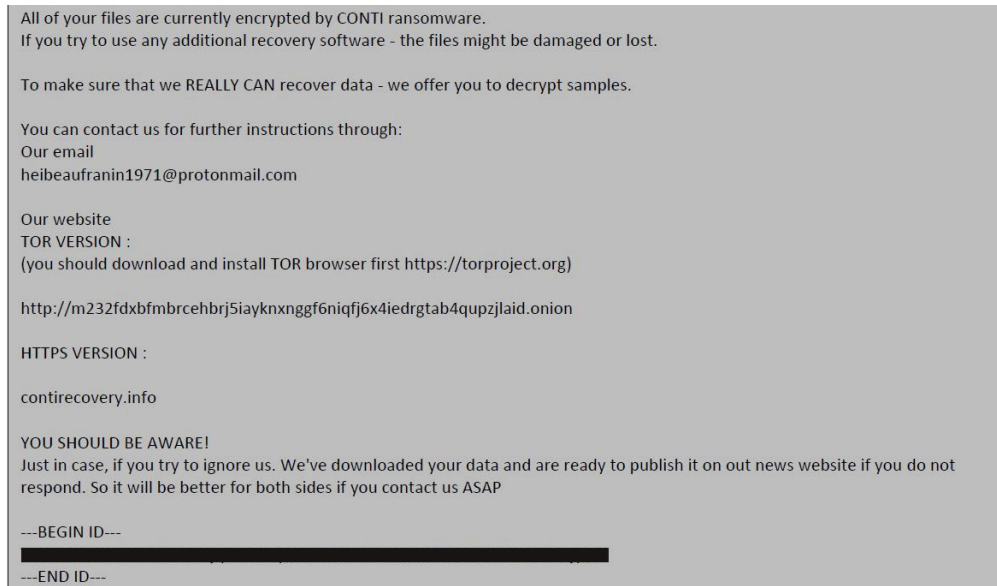 All of your files are currently encrypted by CONTI ransomware.
If you try to use any additional recovery software - the files might be damaged or lost.
To make sure that we REALLY CAN recover data - we offer you to decrypt samples.
You can contact us for further instructions through:
Our email
heibeaufranin1971@protonmail.com
Our website
TOR VERSION :
(you should download and install TOR browser first https://torproject.org)
http://m232fdxbfmbrcehbrj5iayknxnggf6niqfj6x4iedrgtab4qupzjlaid.onion
HTTPS VERSION :
contirecovery.info
YOU SHOULD BE AWARE!
Just in case, if you try to ignore us. We've downloaded your data and are ready to publish it on out news website if you do not
respond. So it will be better for both sides if you contact us ASAP
---BEGIN ID---
---END ID---